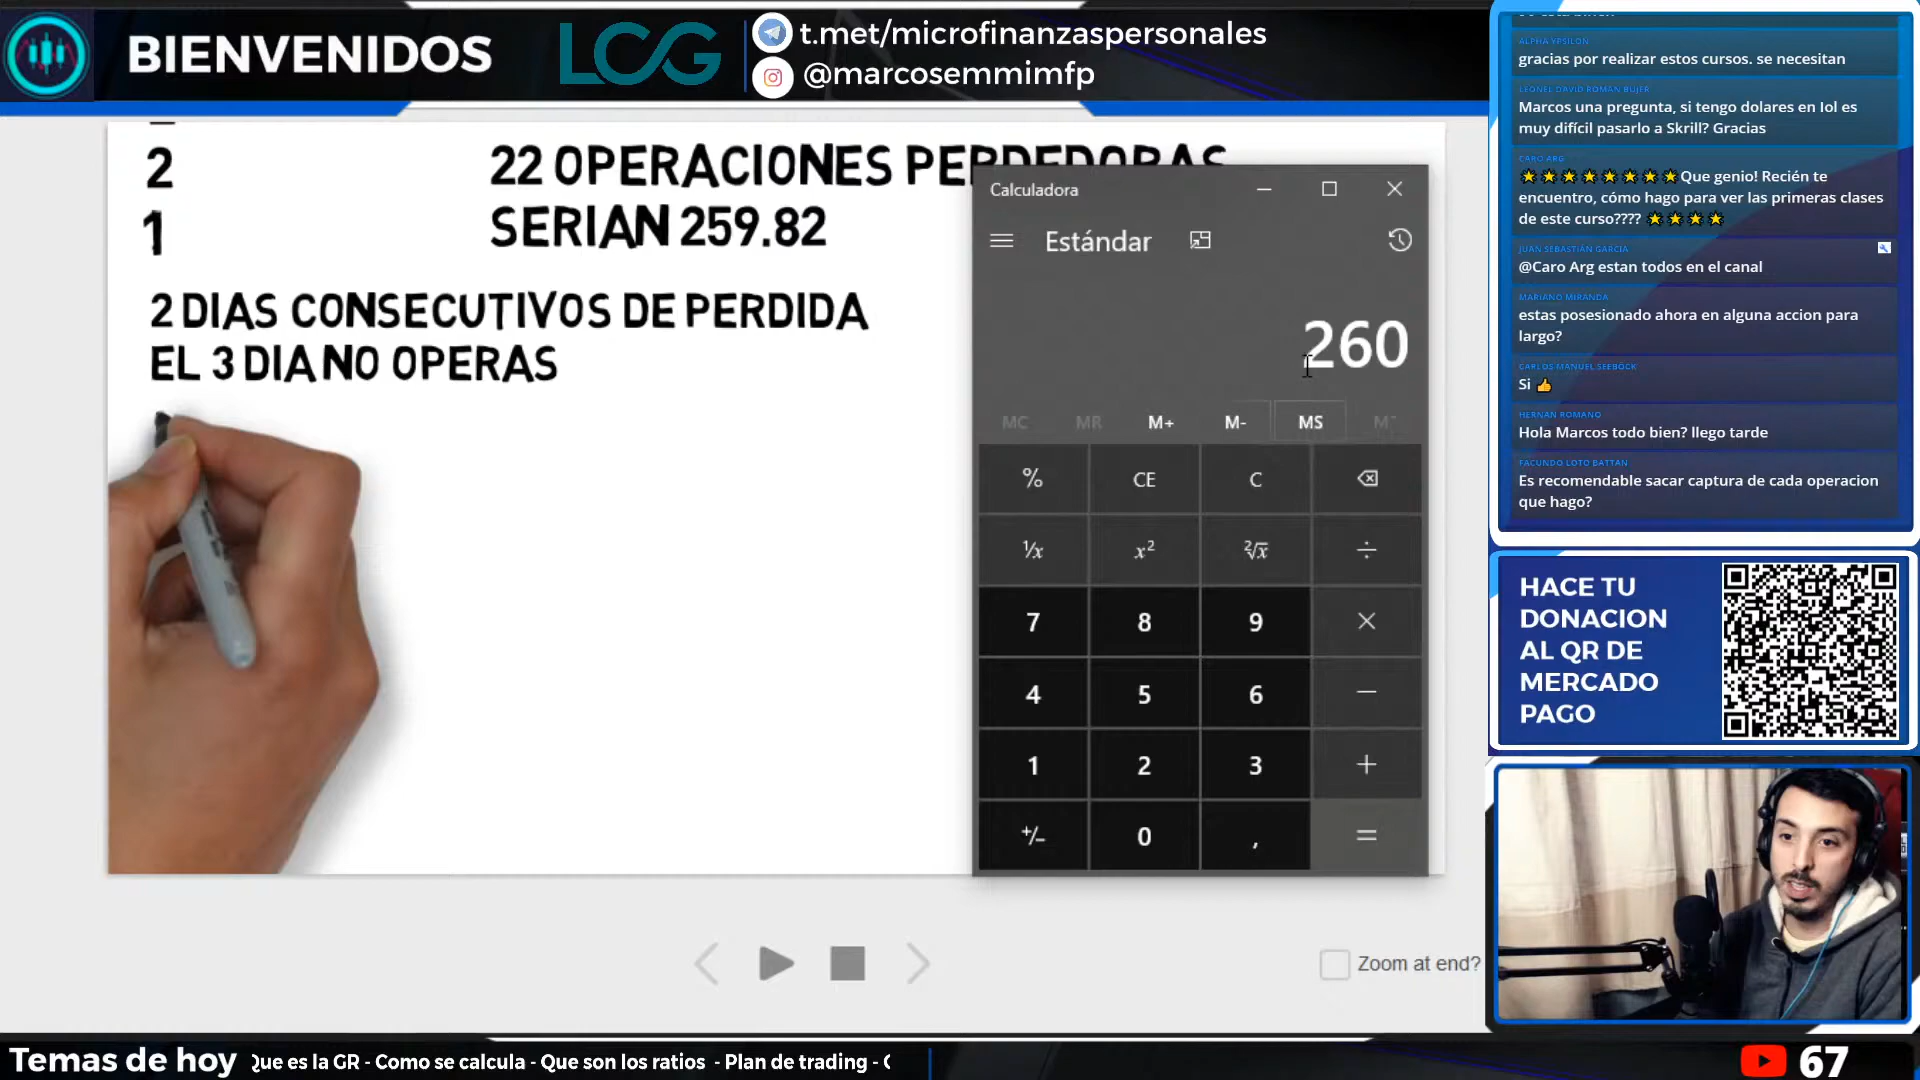 BIENVENIDOS
LCG
t.met/microfinanzaspersonales
@marcosemmimfp
2
22 OPERACIONES PERDEDORAS
1
SERIAN 259.82
2 DIAS CONSECUTIVOS DE PERDIDA
EL 3 DIA NO OPERAS
Calculadora
Estándar
260
MC MR M+ M- MS
% CE C
¹/x x² ²√x ÷
7 8 9 ×
4 5 6 −
1 2 3 +
+/− 0 , =
Zoom at end?
ALPHA YPSILON
gracias por realizar estos cursos. se necesitan
LEONEL DAVID ROMAN BUJER
Marcos una pregunta, si tengo dolares en Iol es
muy difícil pasarlo a Skrill? Gracias
CARO ARG
⭐⭐⭐⭐⭐⭐⭐⭐Que genio! Recién te
encuentro, cómo hago para ver las primeras clases
de este curso???? ⭐⭐⭐⭐
JUAN SEBASTIÁN GARCIA
@Caro Arg estan todos en el canal
MARIANO MIRANDA
estas posesionado ahora en alguna accion para
largo?
CARLOS MANUEL SEEBÖCK
Si 👍
HERNAN ROMANO
Hola Marcos todo bien? llego tarde
FACUNDO LOTO BATTAN
Es recomendable sacar captura de cada operacion
que hago?
HACE TU
DONACION
AL QR DE
MERCADO
PAGO
Temas de hoy
Que es la GR - Como se calcula - Que son los ratios - Plan de trading -
67